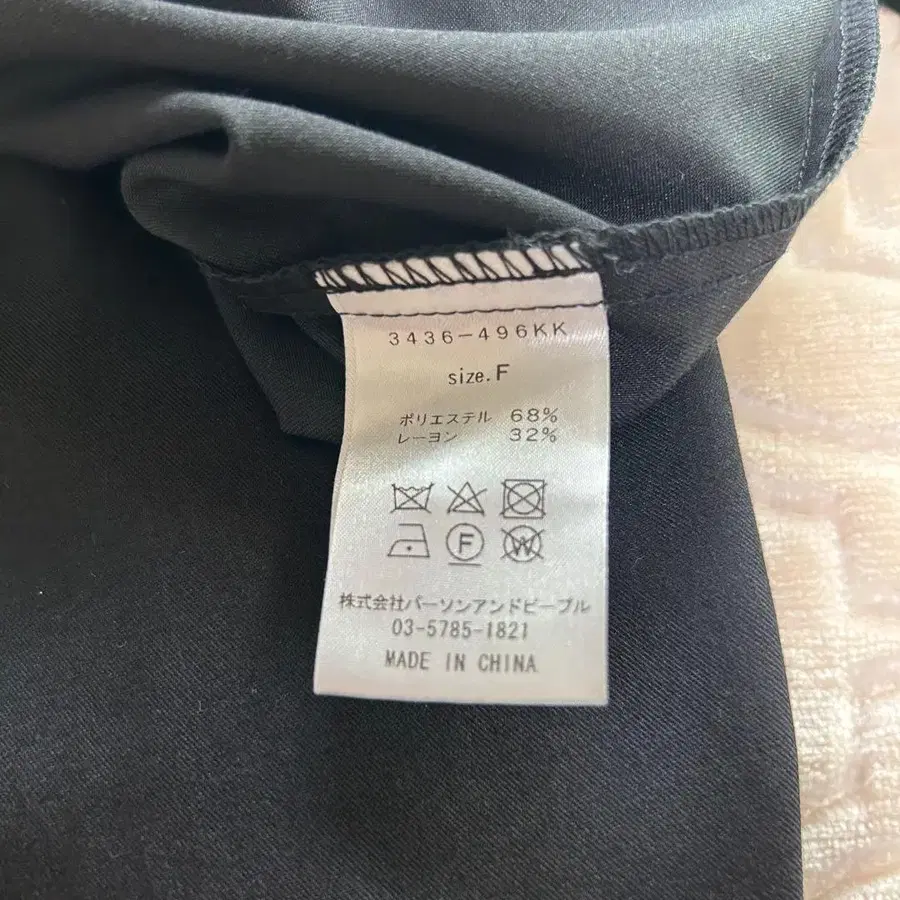 3436-496KK
size.F
ポリエステル 68%
レーヨン 32%
F W
株式会社パーソンアンドピープル
03-5785-1821
MADE IN CHINA